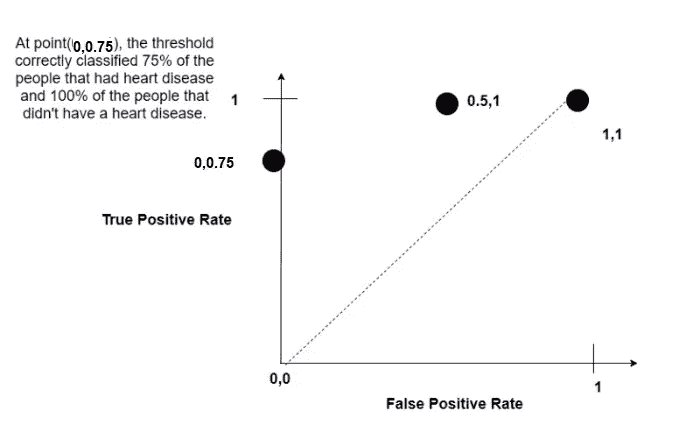 At point(0,0.75), the threshold
correctly classified 75% of the
people that had heart disease
and 100% of the people that
didn't have a heart disease.
1
0.5,1
1,1
0,0.75
True Positive Rate
0,0
1
False Positive Rate